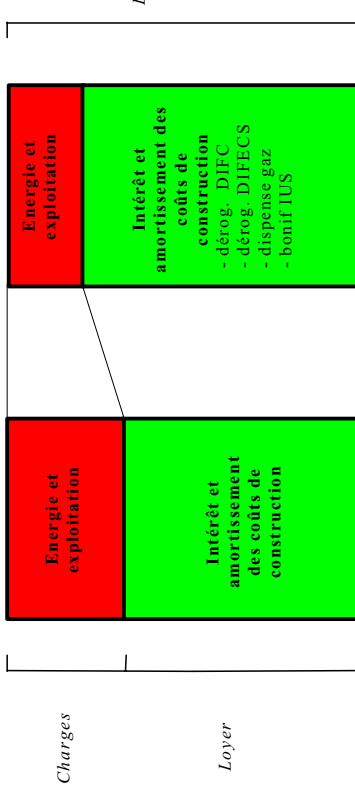 Charges
Loyer
Energie et
exploitation
Intérêt et
amortissement
des coûts de
construction
Energie et
exploitation
Intérêt et
amortissement des
coûts de
construction
- dérog. DIFC
- dérog. DIFECS
- dispense gaz
- bonif IUS